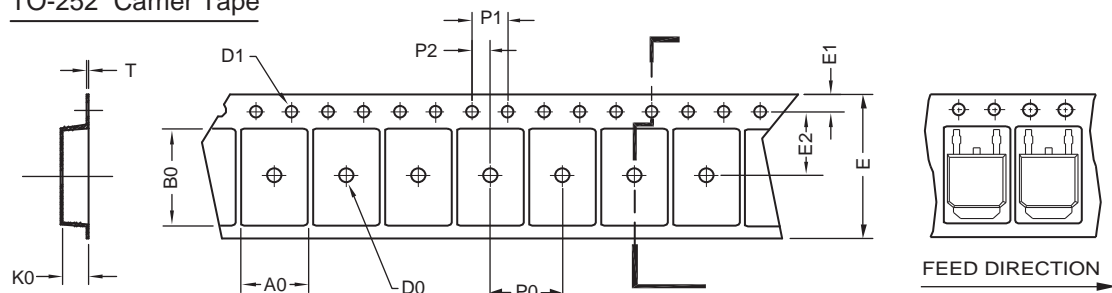 TO-252 Carrier Tape
P1
P2
D1
E1
T
E2
E
B0
K0
A0
D0
P0
FEED DIRECTION